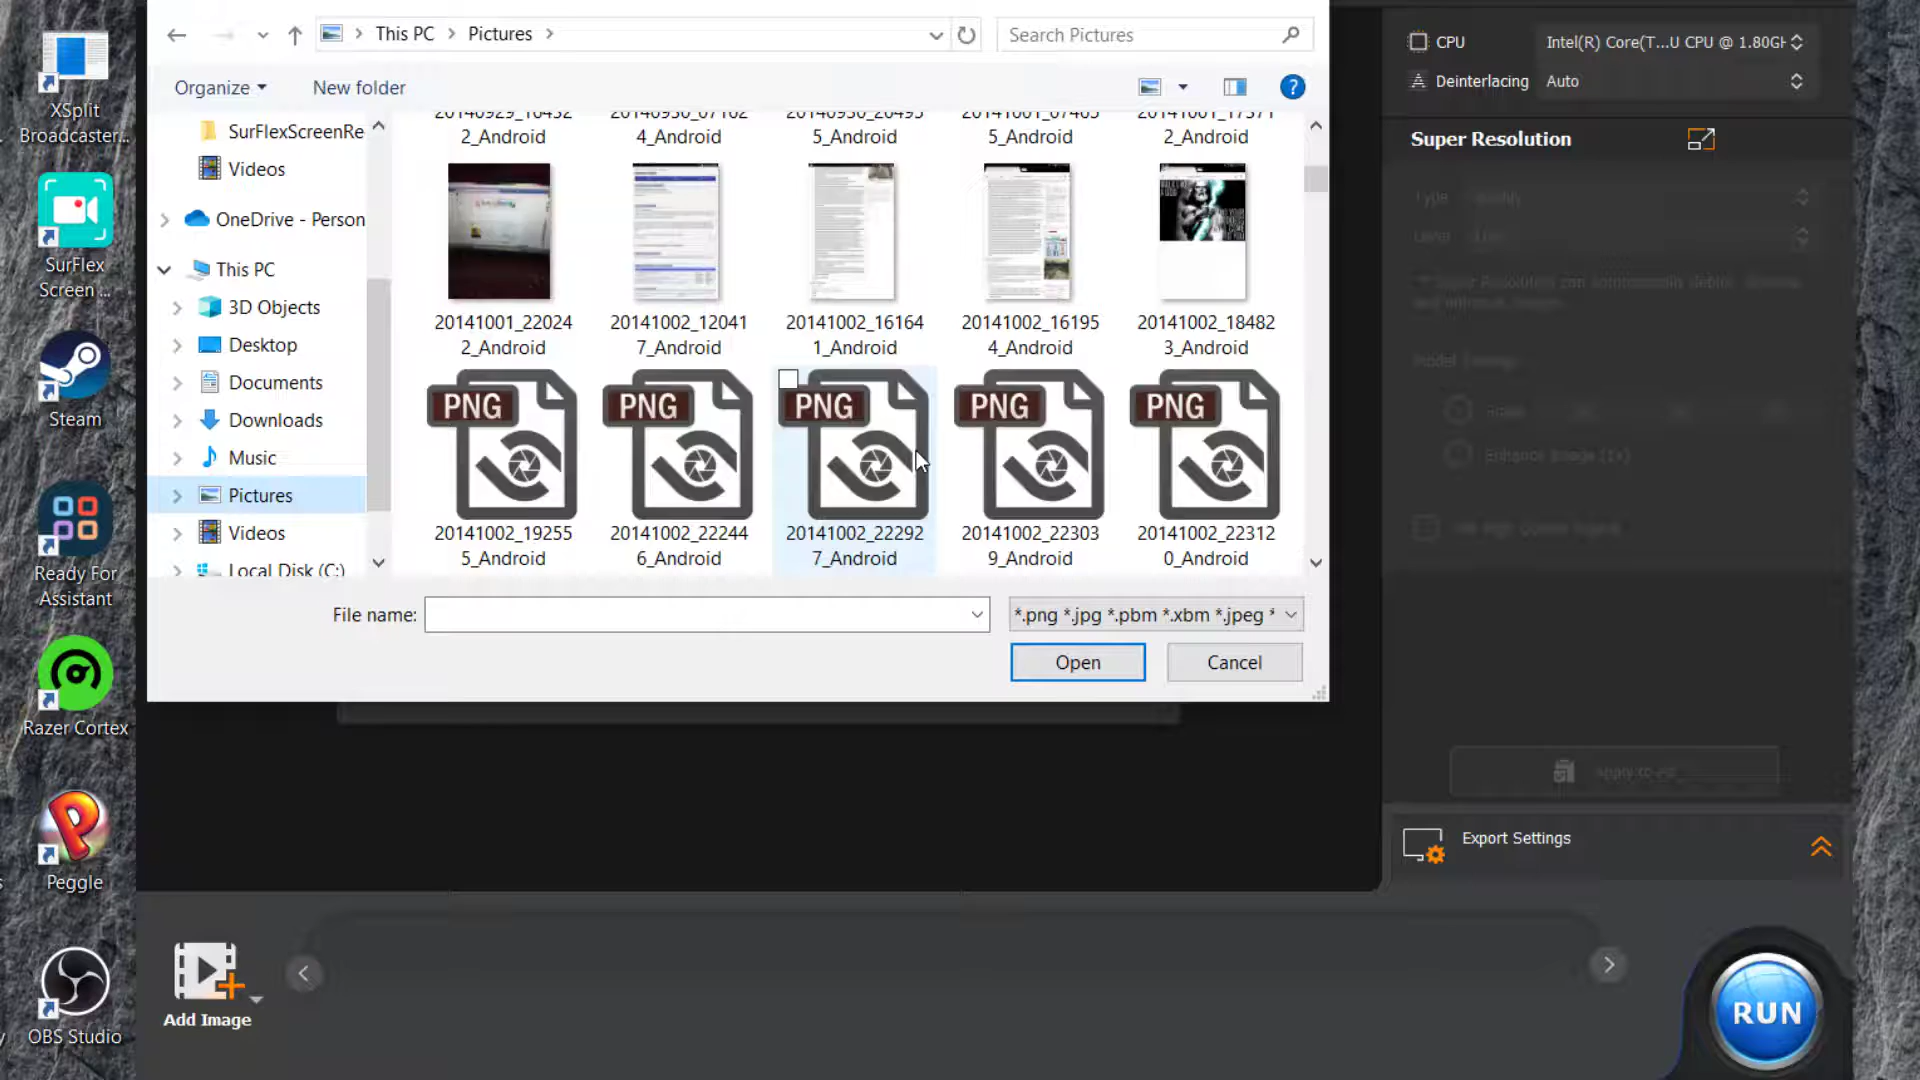 This PC
Pictures
Search Pictures
Organize
New folder
CPU
Intel(R) Core(T...U CPU @ 1.80GH
Deinterlacing
Auto
Super Resolution
XSplit
Broadcaster...
SurFlex
Screen ...
Steam
Ready For
Assistant
Razer Cortex
Peggle
OBS Studio
SurFlexScreenRe
Videos
OneDrive - Person
This PC
3D Objects
Desktop
Documents
Downloads
Music
Pictures
Videos
Local Disk (C:)
2_Android
4_Android
5_Android
5_Android
2_Android
20141001_22024
2_Android
20141002_12041
7_Android
20141002_16164
1_Android
20141002_16195
4_Android
20141002_18482
3_Android
PNG
PNG
PNG
PNG
PNG
20141002_19255
5_Android
20141002_22244
6_Android
20141002_22292
7_Android
20141002_22303
9_Android
20141002_22312
0_Android
File name:
*.png *.jpg *.pbm *.xbm *.jpeg *
Open
Cancel
Type
Enhance Image (1x)
Export Settings
Add Image
RUN